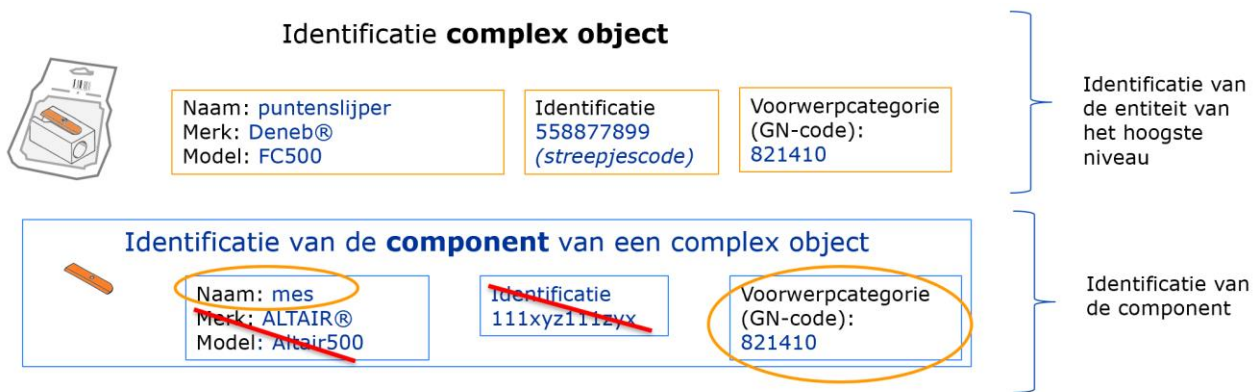 Identificatie complex object
Naam: puntenslijper
Merk: Deneb®
Model: FC500
Identificatie
558877899
(streepjescode)
Voorwerpcategorie
(GN-code):
821410
Identificatie van
de entiteit van
het hoogste
niveau
Identificatie van de component van een complex object
Naam: mes
Merk: ALTAIR®
Model: Altair500
Identificatie
111xyz111zyx
Voorwerpcategorie
(GN-code):
821410
Identificatie van
de component